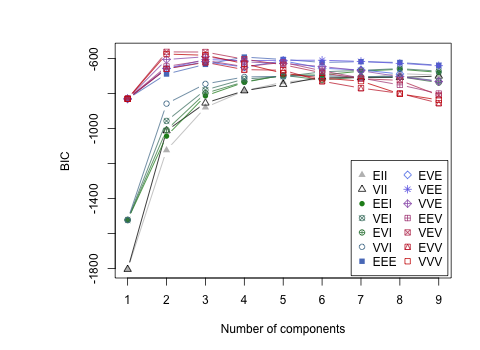 -600
-1000
-1400
-1800
BIC
1 2 3 4 5 6 7 8 9
Number of components
EII EVE
VII VEE
EEI VVE
VEI EEV
EVI VEV
VVI EVV
EEE VVV